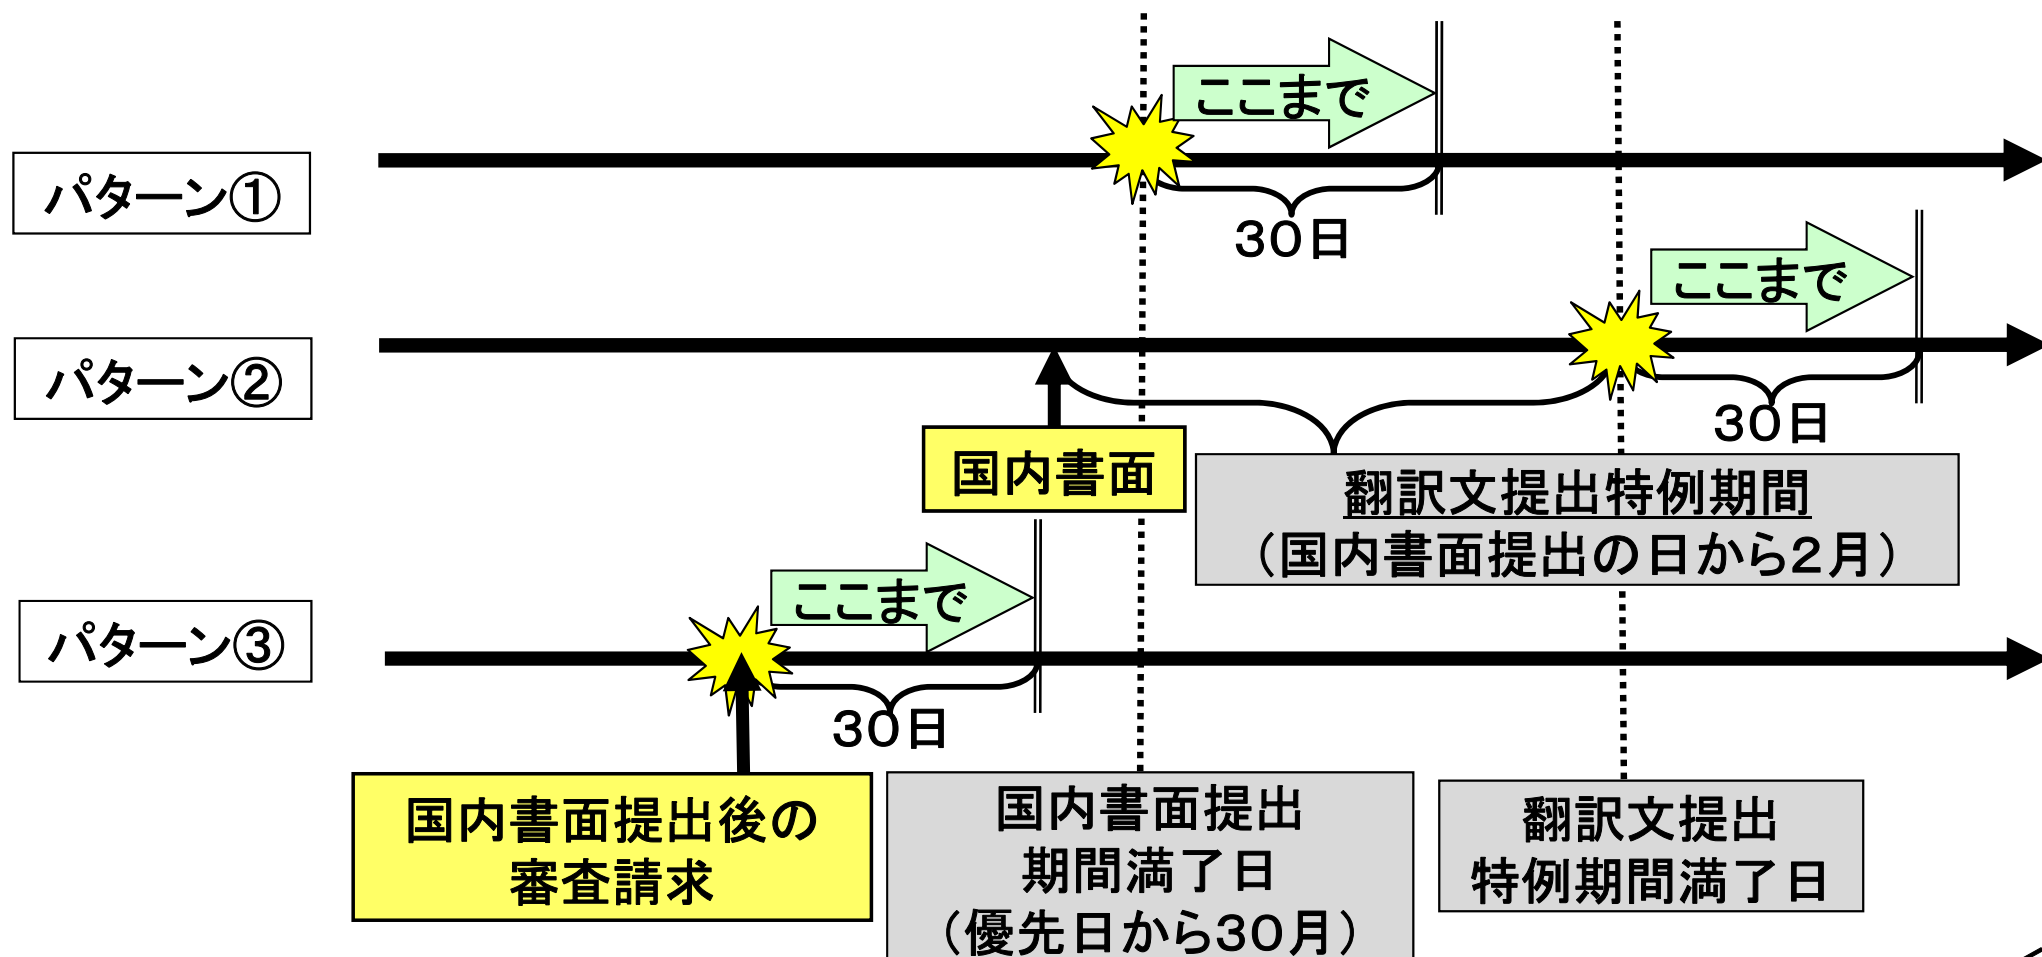 ここまで
パターン①
30日
ここまで
パターン②
30日
国内書面
翻訳文提出特例期間
（国内書面提出の日から2月）
ここまで
パターン③
30日
国内書面提出後の
審査請求
国内書面提出
期間満了日
（優先日から30月）
翻訳文提出
特例期間満了日